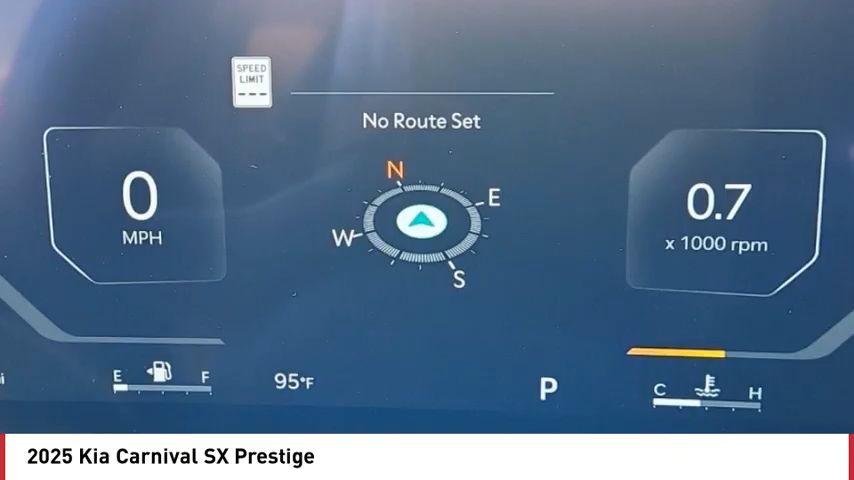 SPEED
LIMIT
---
No Route Set
N
E
W
S
0
MPH
0.7
x 1000 rpm
E
F
95°F
P
C
H
2025 Kia Carnival SX Prestige